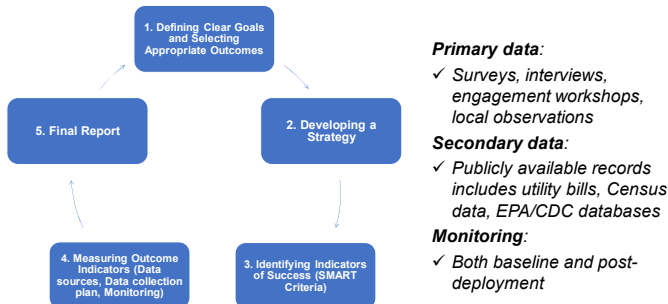 1. Defining Clear Goals
and Selecting
Appropriate Outcomes
2. Developing a
Strategy
3. Identifying Indicators
of Success (SMART
Criteria)
4. Measuring Outcome
Indicators (Data
sources, Data collection
plan, Monitoring)
5. Final Report
Primary data:
✓ Surveys, interviews,
engagement workshops,
local observations
Secondary data:
✓ Publicly available records
includes utility bills, Census
data, EPA/CDC databases
Monitoring:
✓ Both baseline and post-
deployment